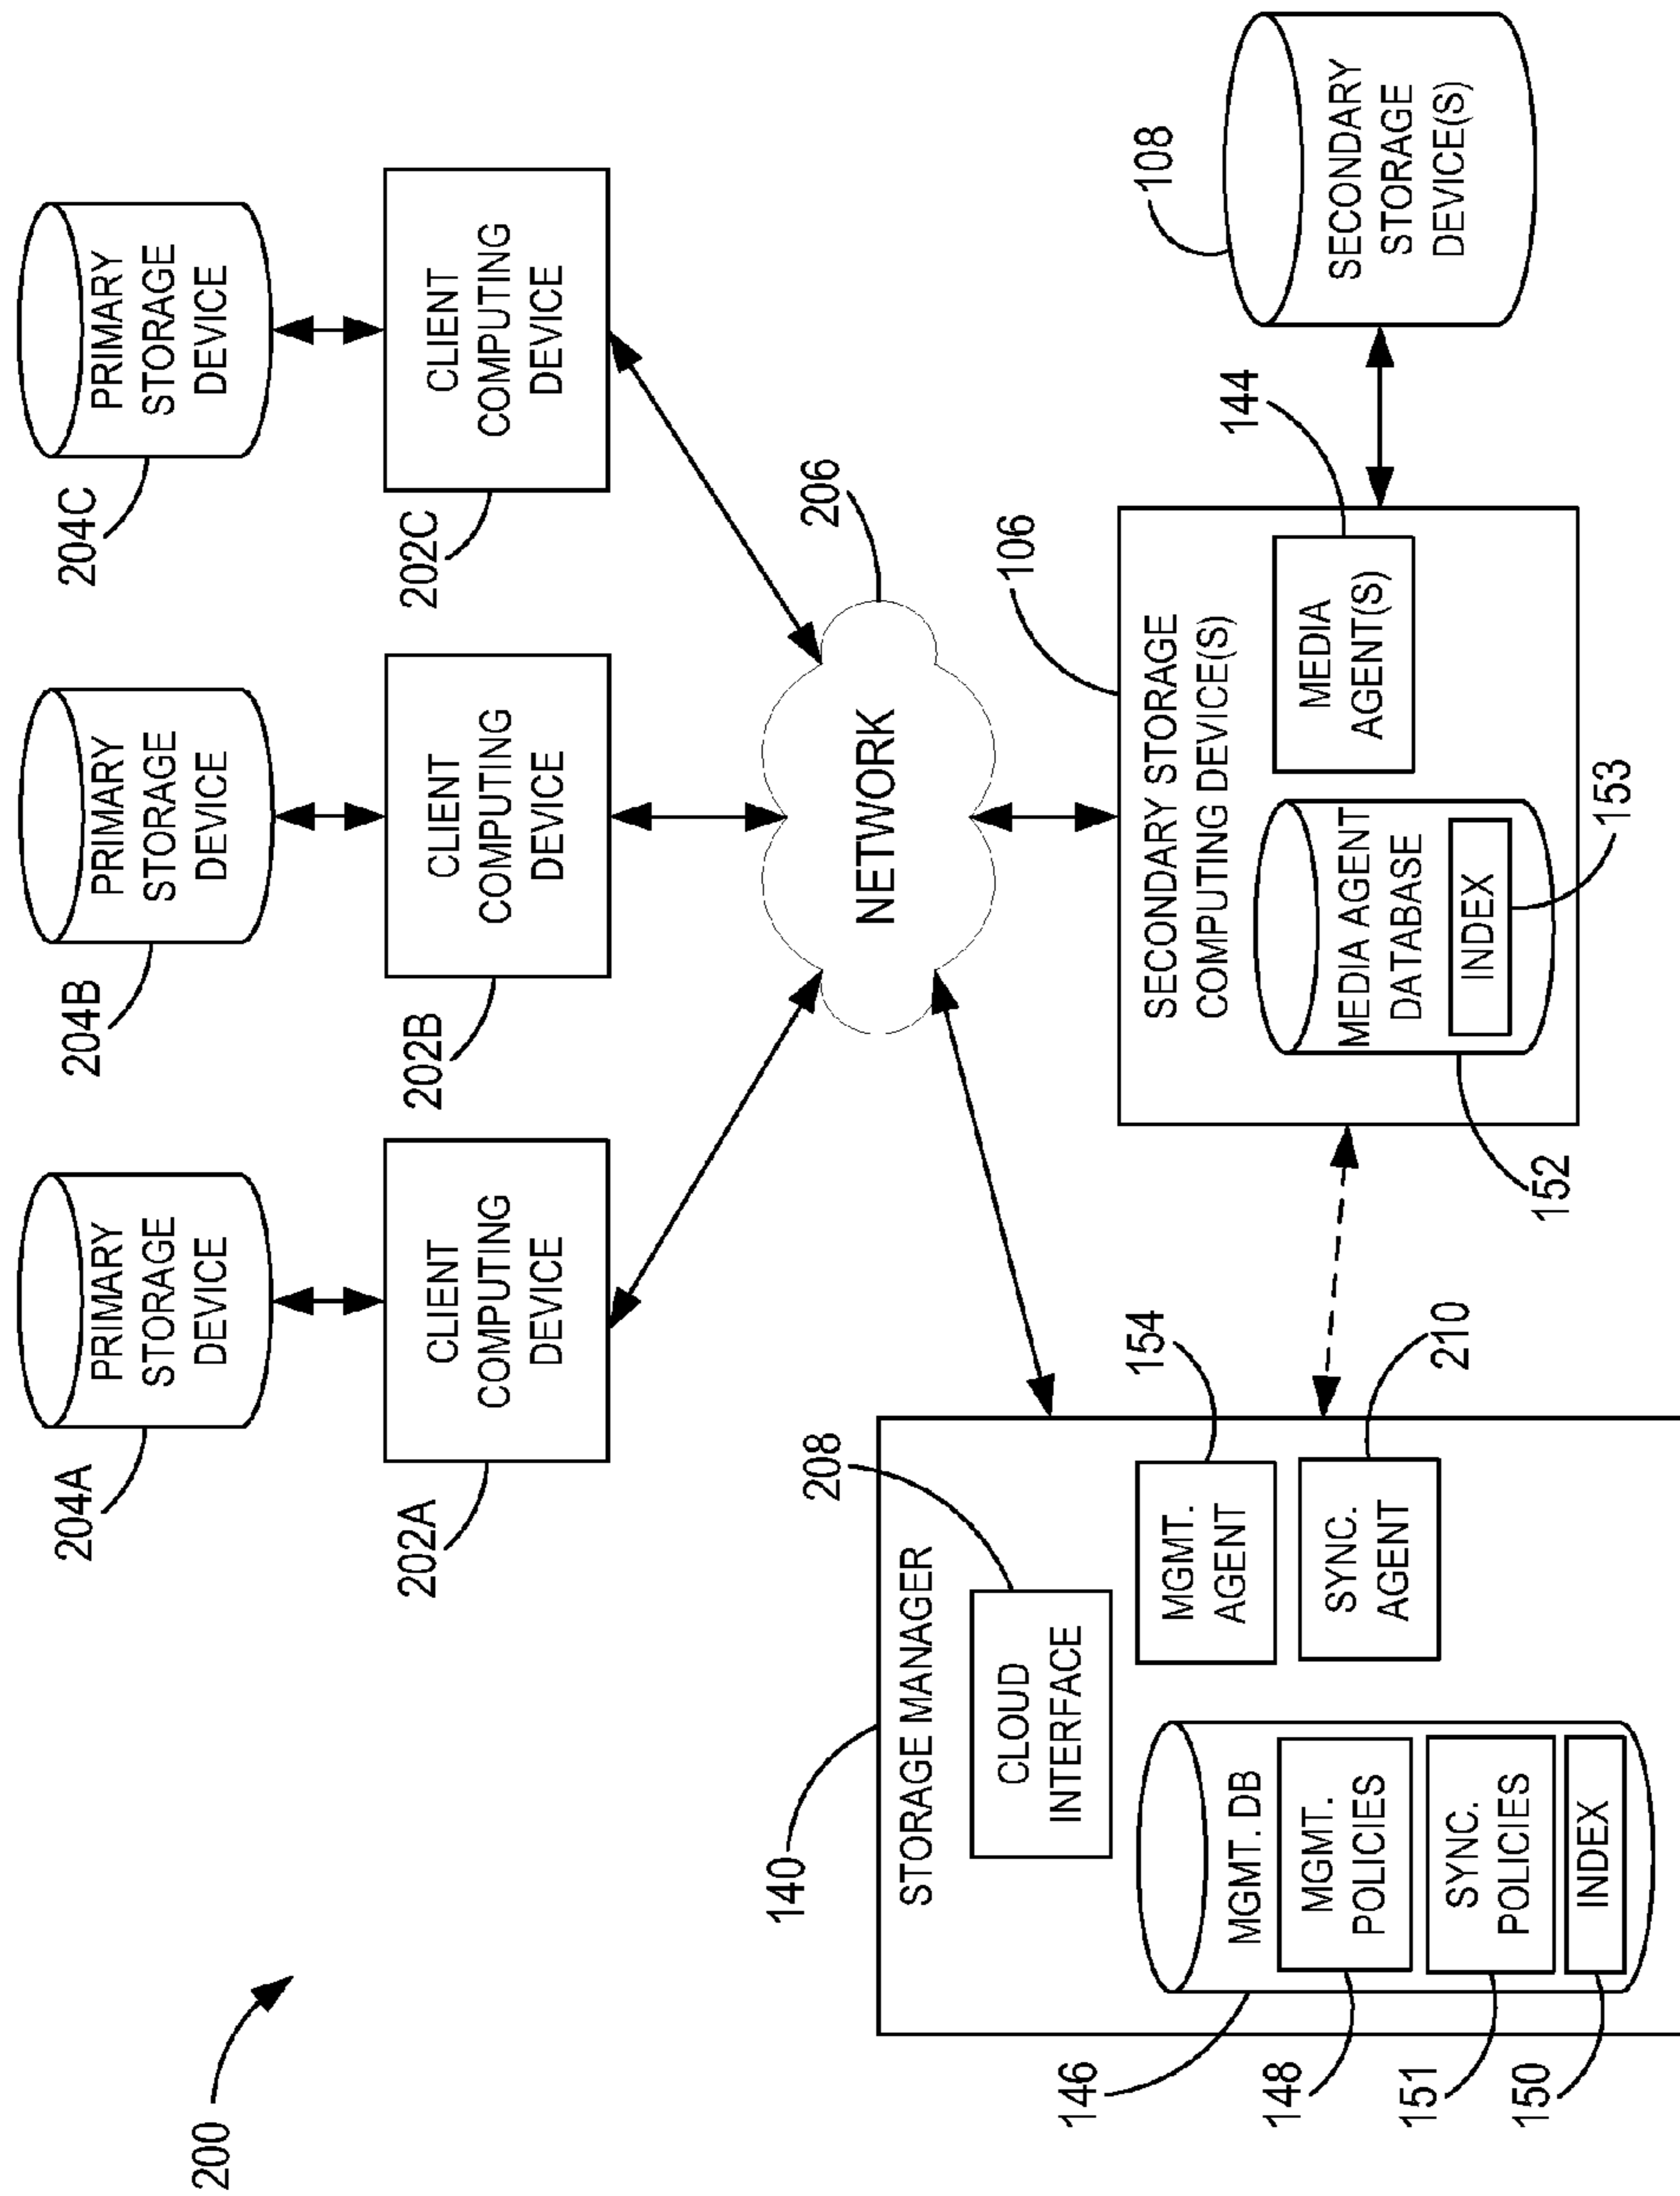 200
204A
PRIMARY
STORAGE
DEVICE
204B
PRIMARY
STORAGE
DEVICE
204C
PRIMARY
STORAGE
DEVICE
202A
CLIENT
COMPUTING
DEVICE
202B
CLIENT
COMPUTING
DEVICE
202C
CLIENT
COMPUTING
DEVICE
NETWORK
206
140
STORAGE MANAGER
208
CLOUD
INTERFACE
154
MGMT.
AGENT
210
SYNC.
AGENT
146
MGMT. DB
148
MGMT.
POLICIES
151
SYNC.
POLICIES
150
INDEX
106
SECONDARY STORAGE
COMPUTING DEVICE(S)
144
MEDIA
AGENT(S)
152
MEDIA AGENT
DATABASE
INDEX
153
108
SECONDARY
STORAGE
DEVICE(S)